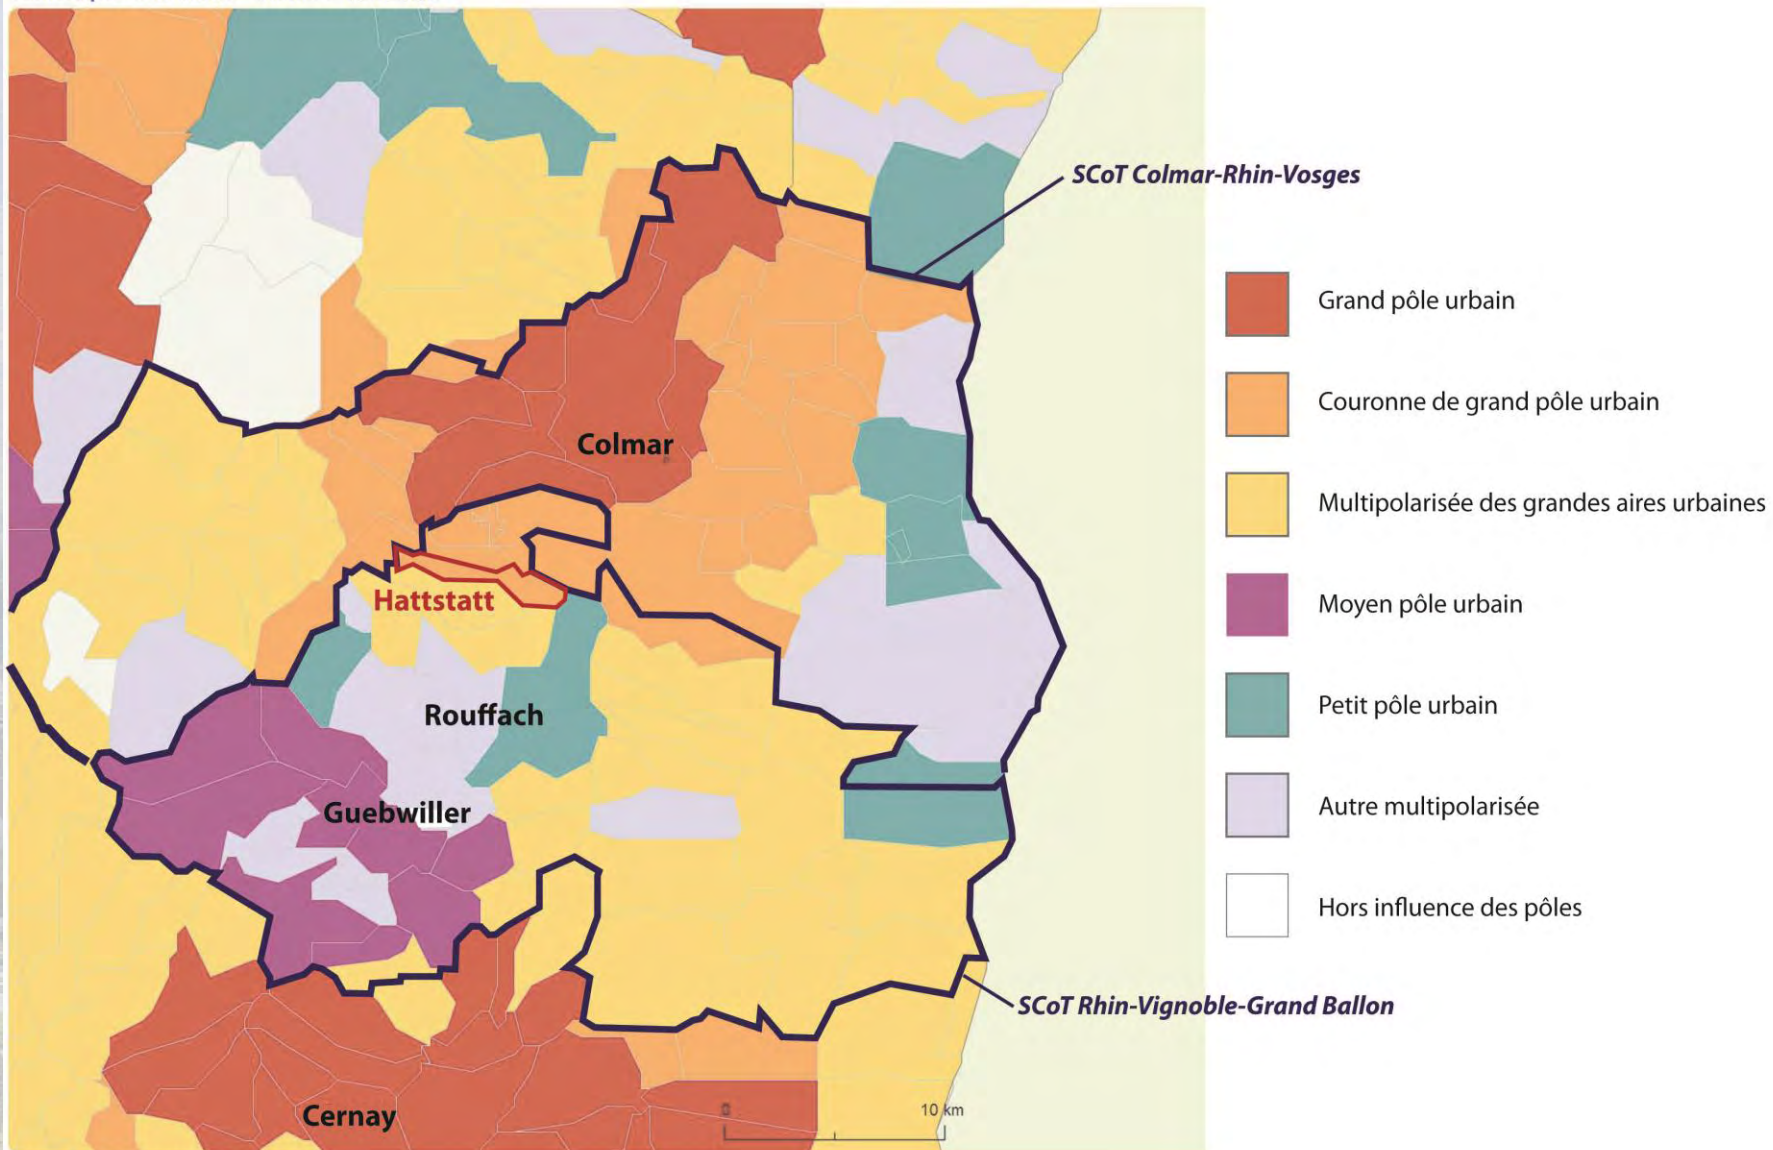 SCoT Colmar-Rhin-Vosges
Grand pôle urbain
Couronne de grand pôle urbain
Colmar
Multipolarisée des grandes aires urbaines
Hattstatt
Moyen pôle urbain
Rouffach
Petit pôle urbain
Guebwiller
Autre multipolarisée
Hors influence des pôles
SCoT Rhin-Vignoble-Grand Ballon
Cernay
0
10 km